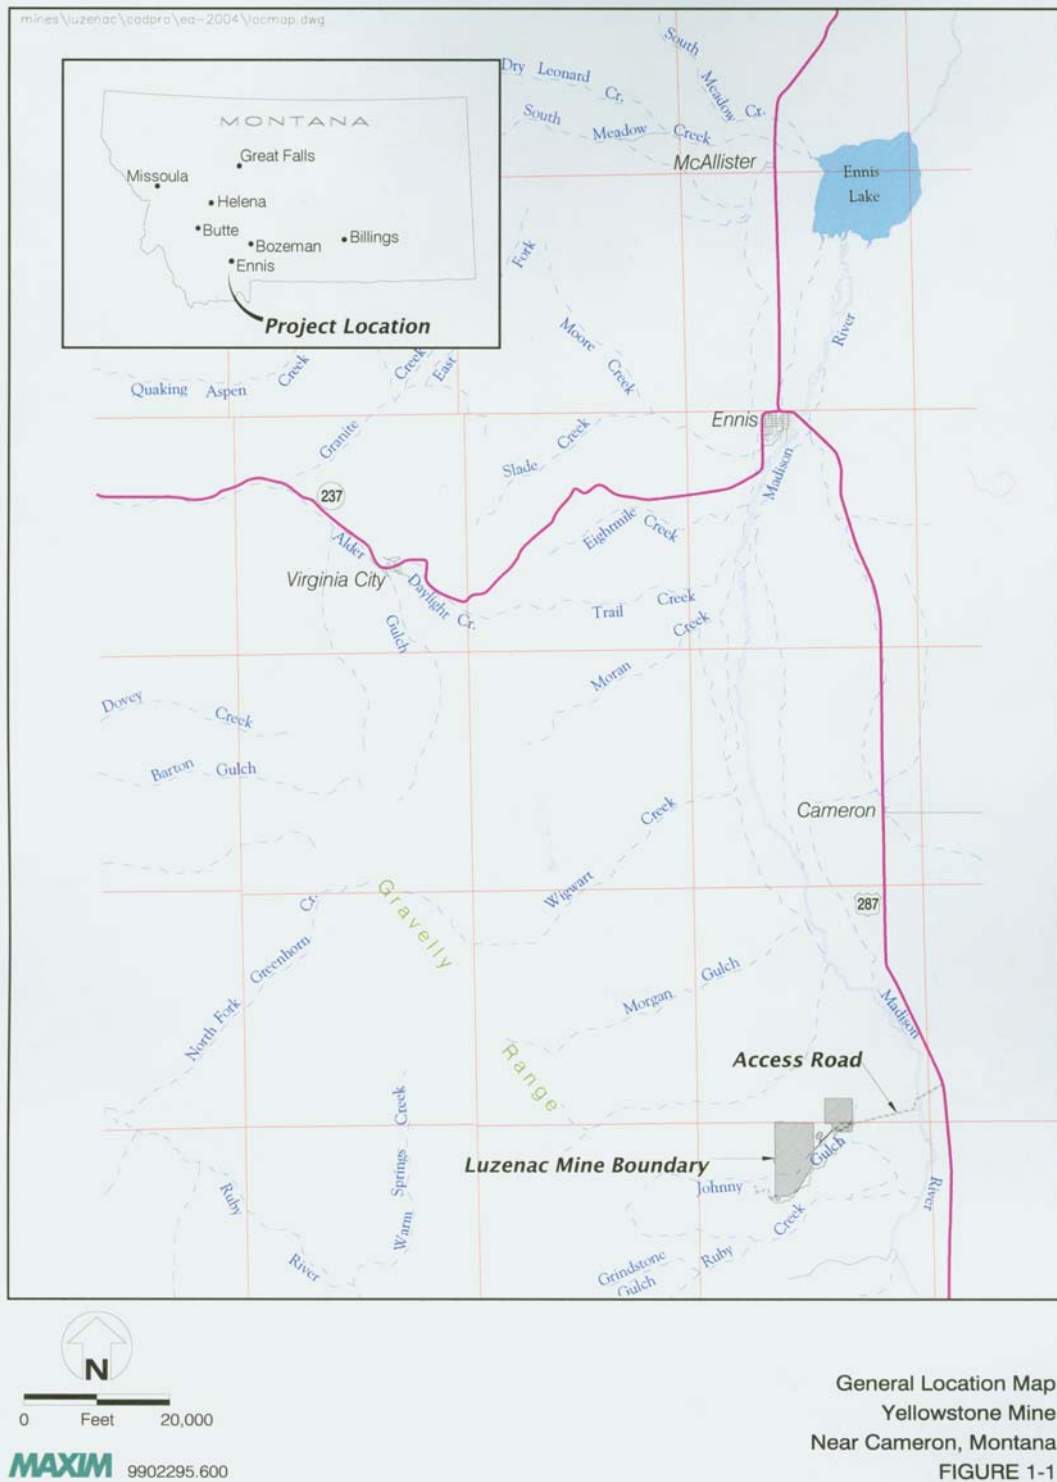 mines\luzenac\cadpro\ea-2004\locmap.dwg
MONTANA
Great Falls
Missoula
Helena
Butte
Bozeman
Billings
Ennis
Project Location
Dry Leonard Cr.
South Meadow Cr.
South Meadow Creek
McAllister
Ennis Lake
Fork
Moore Creek
River
Quaking Aspen Creek
Creek
East
Granite
Ennis
Slade Creek
Madison
237
Eightmile Creek
Alder
Virginia City
Daylight Cr.
Gulch
Trail Creek
Moran Creek
Dovey Creek
Barton Gulch
Cameron
Wigwart Creek
287
Gravelly
North Fork Greenhorn Cr.
Morgan Gulch
Madison
Range
Access Road
Warm Springs Creek
Luzenac Mine Boundary
Johnny Gulch
Ruby River
River
Ruby Creek
Grindstone Gulch
N
0 Feet 20,000
MAXIM 9902295.600
General Location Map
Yellowstone Mine
Near Cameron, Montana
FIGURE 1-1